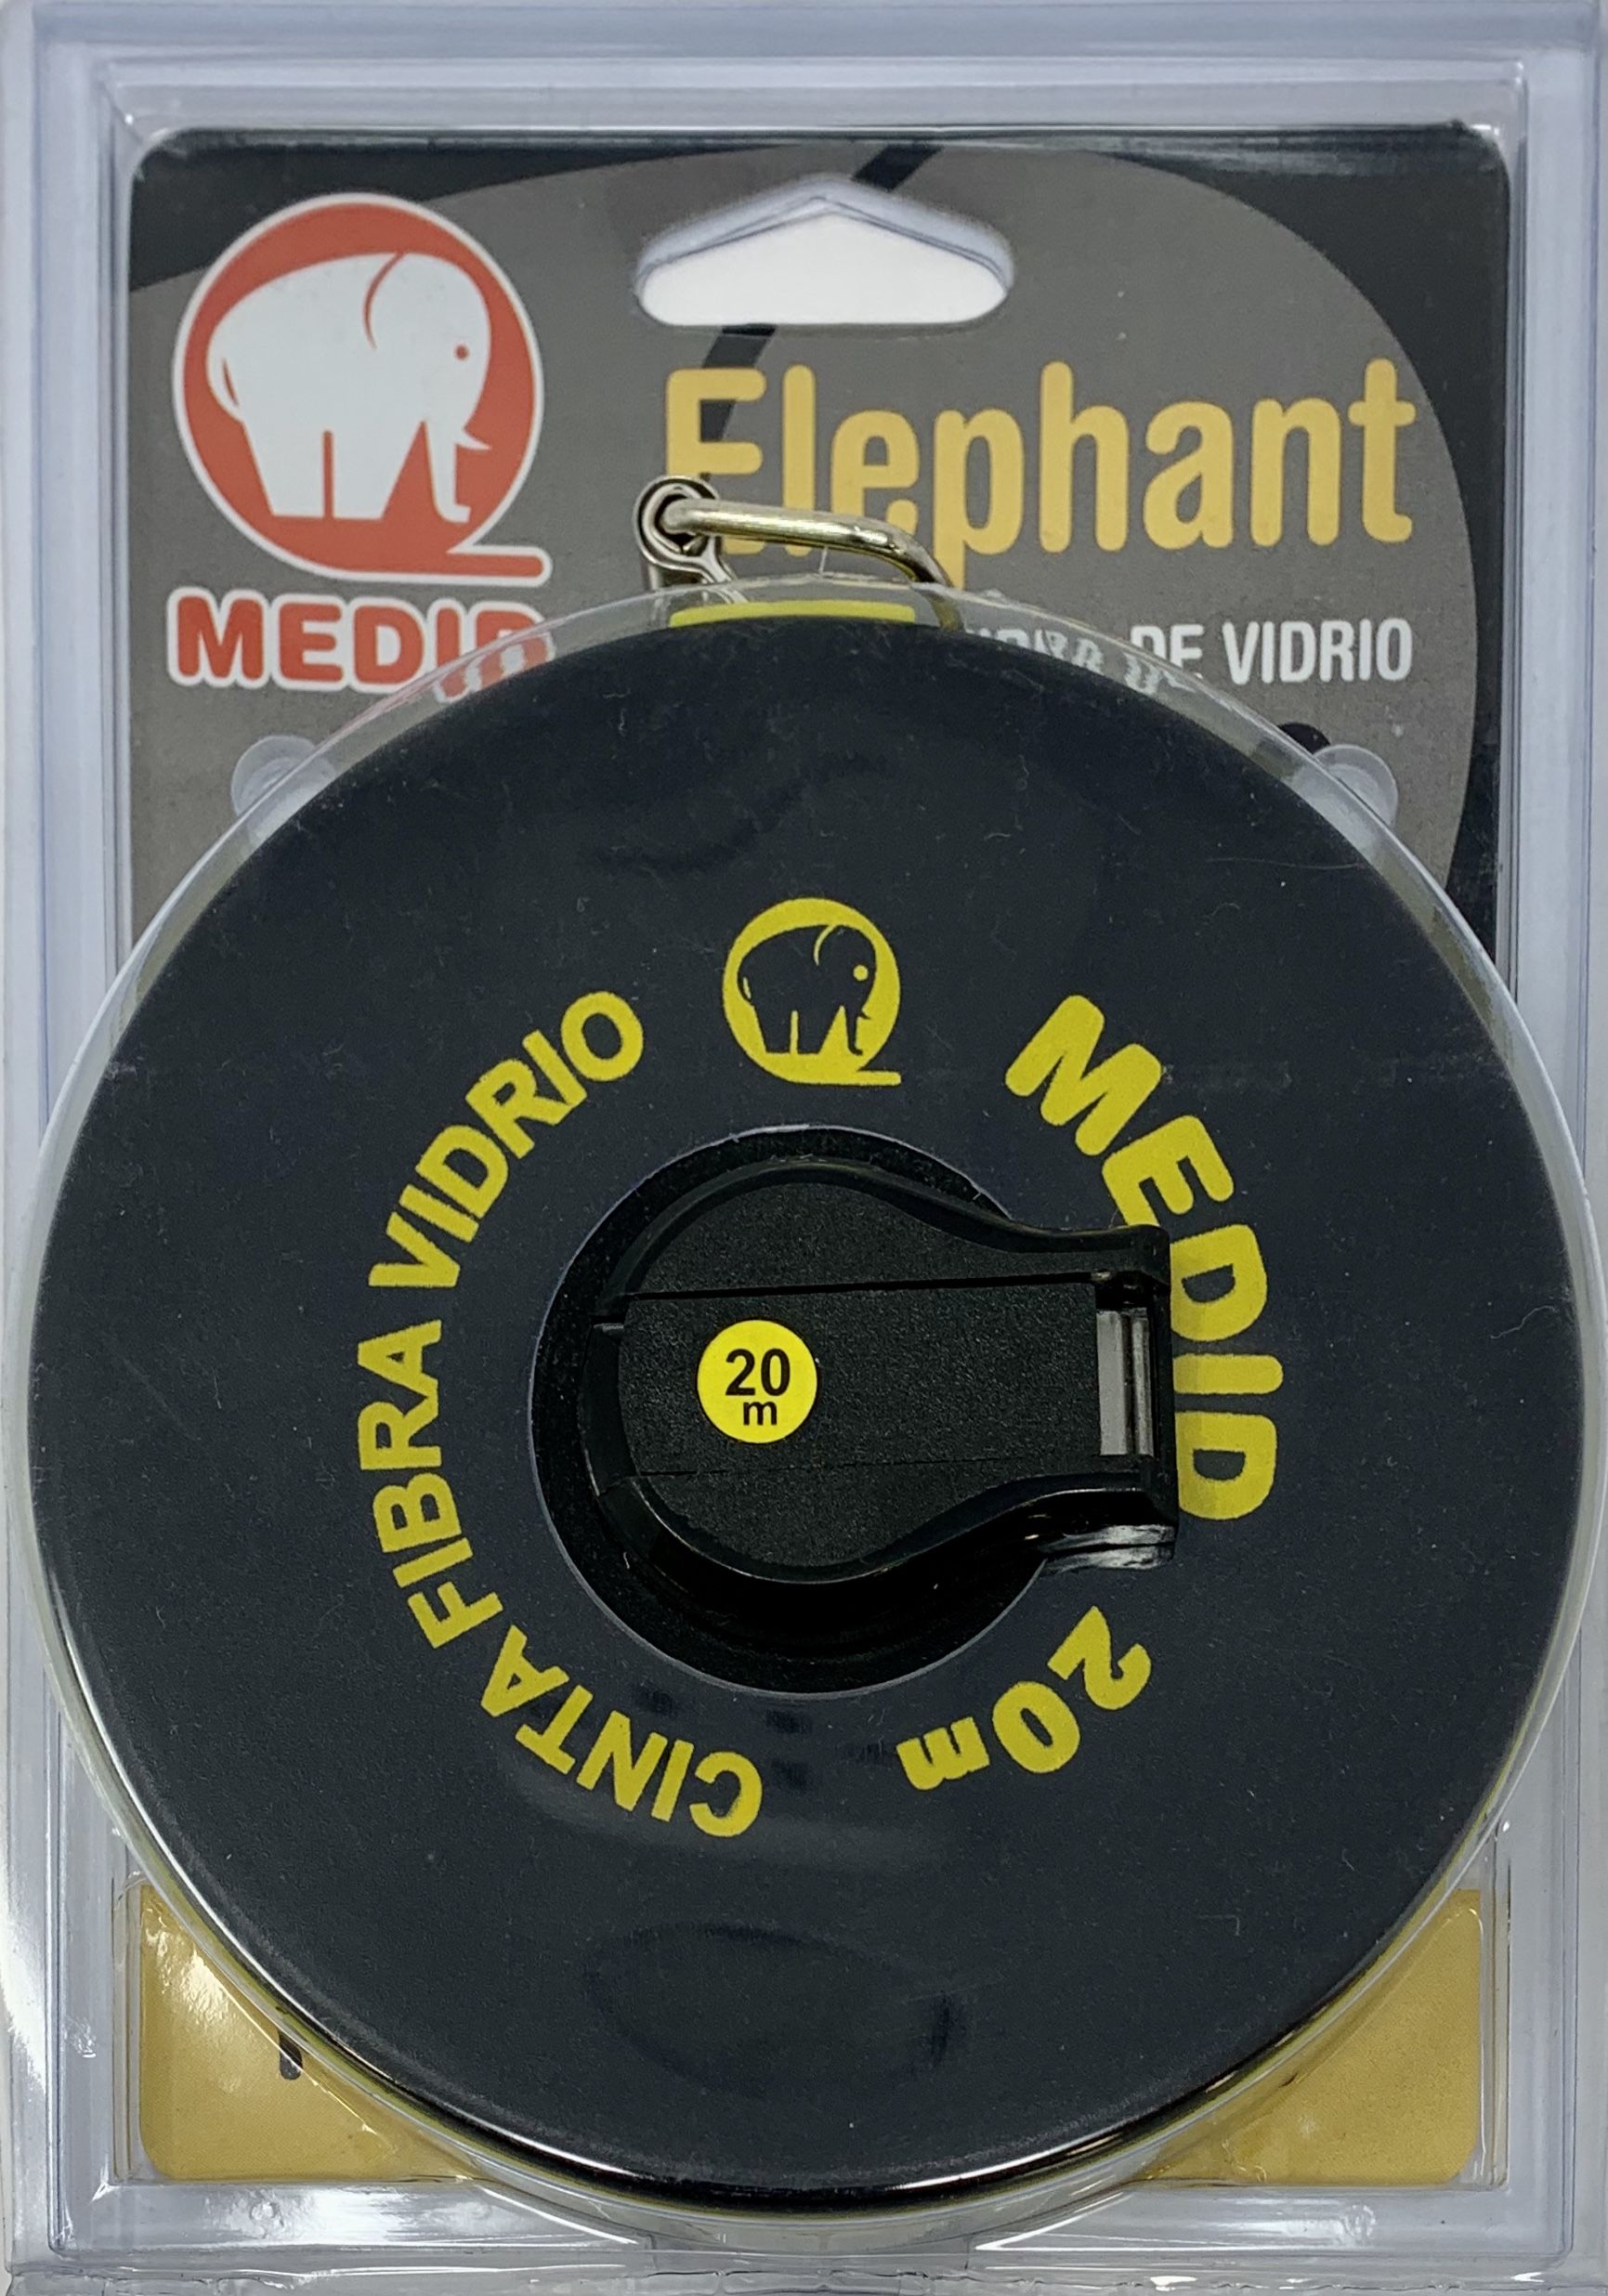 Elephant
MEDID
DE VIDRIO
CINTA FIBRA VIDRIO
MEDID
20m
20
m